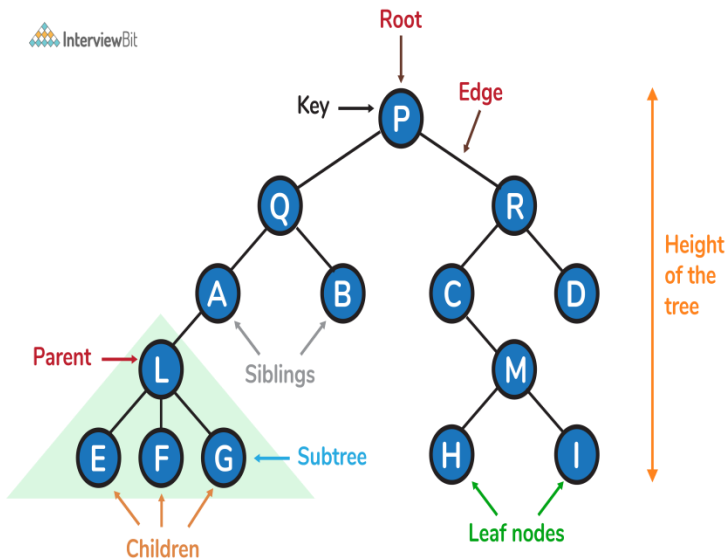 InterviewBit
Root
Key
P
Edge
Q
R
Height
of the
tree
A
B
C
D
Parent
L
Siblings
M
E
F
G
Subtree
H
I
Children
Leaf nodes